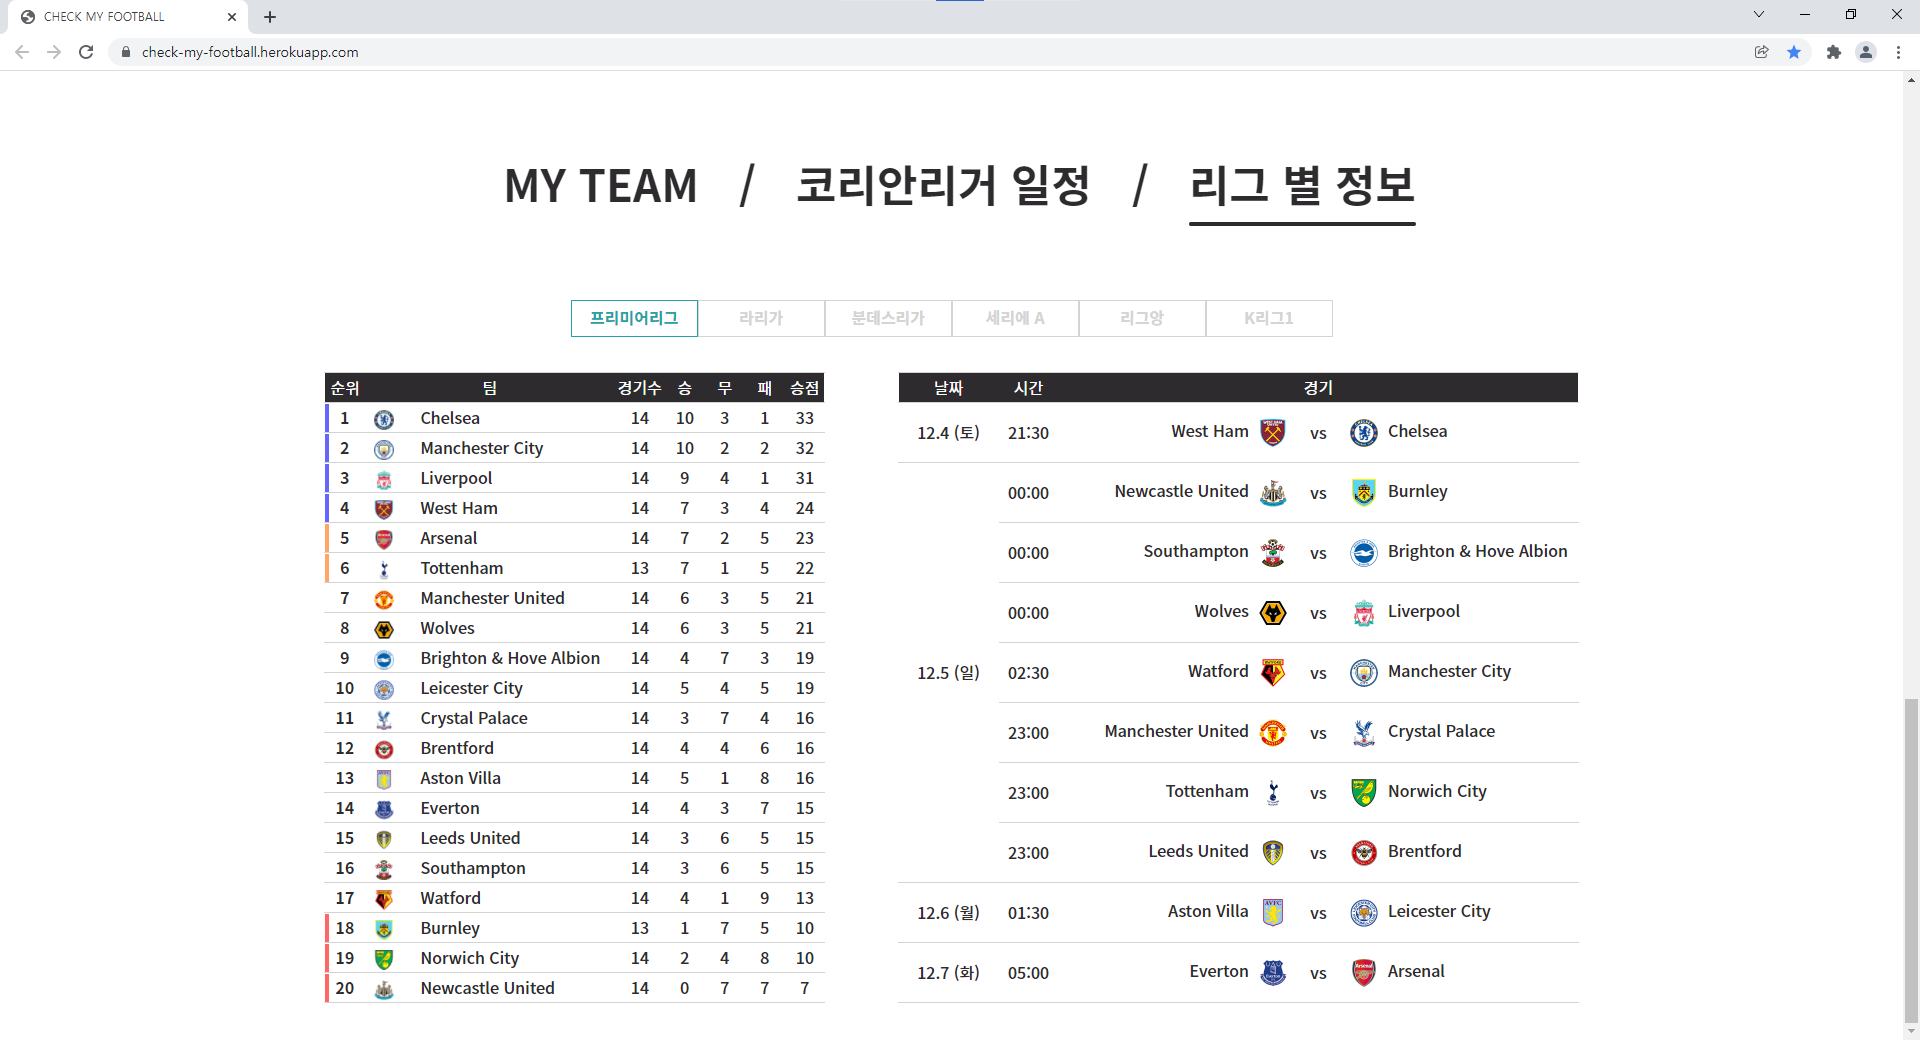 CHECK MY FOOTBALL
check-my-football.herokuapp.com
MY TEAM / 코리안리거 일정 / 리그 별 정보
프리미어리그 라리가 분데스리가 세리에 A 리그앙 K리그1
순위 팀 경기수 승 무 패 승점
1 Chelsea 14 10 3 1 33
2 Manchester City 14 10 2 2 32
3 Liverpool 14 9 4 1 31
4 West Ham 14 7 3 4 24
5 Arsenal 14 7 2 5 23
6 Tottenham 13 7 1 5 22
7 Manchester United 14 6 3 5 21
8 Wolves 14 6 3 5 21
9 Brighton & Hove Albion 14 4 7 3 19
10 Leicester City 14 5 4 5 19
11 Crystal Palace 14 3 7 4 16
12 Brentford 14 4 4 6 16
13 Aston Villa 14 5 1 8 16
14 Everton 14 4 3 7 15
15 Leeds United 14 3 6 5 15
16 Southampton 14 3 6 5 15
17 Watford 14 4 1 9 13
18 Burnley 13 1 7 5 10
19 Norwich City 14 2 4 8 10
20 Newcastle United 14 0 7 7 7
날짜 시간 경기
12.4 (토) 21:30 West Ham vs Chelsea
00:00 Newcastle United vs Burnley
00:00 Southampton vs Brighton & Hove Albion
00:00 Wolves vs Liverpool
12.5 (일) 02:30 Watford vs Manchester City
23:00 Manchester United vs Crystal Palace
23:00 Tottenham vs Norwich City
23:00 Leeds United vs Brentford
12.6 (월) 01:30 Aston Villa vs Leicester City
12.7 (화) 05:00 Everton vs Arsenal